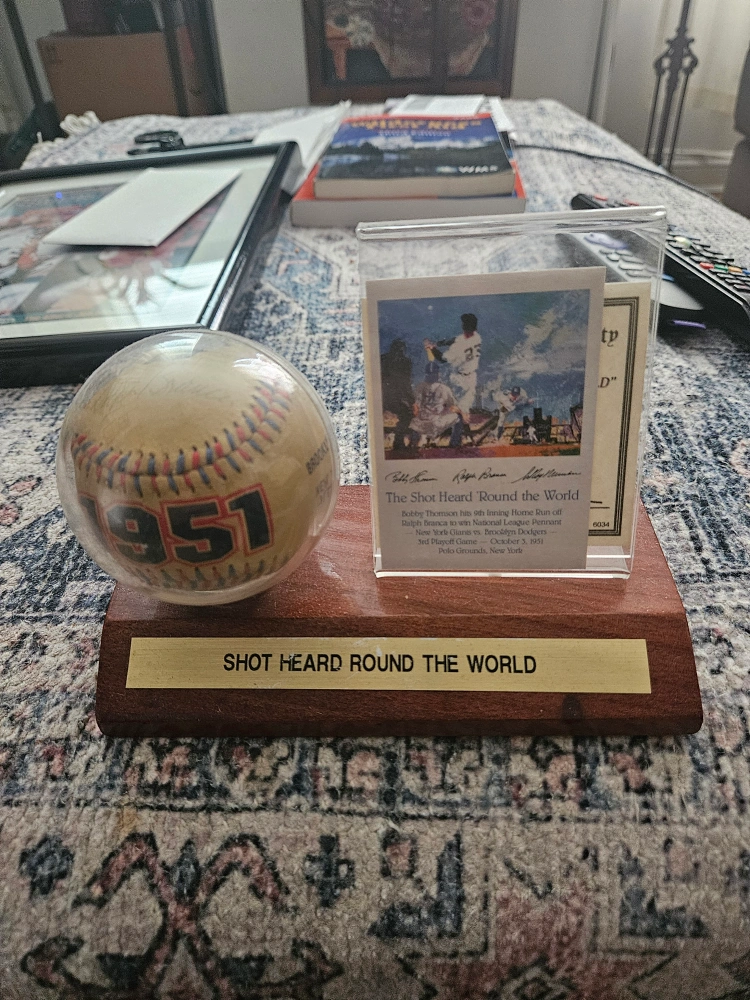 1951
BROOKLY
ty
D"
6034
The Shot Heard 'Round the World
Bobby Thomson hits 9th Inning Home Run off
Ralph Branca to win National League Pennant
— New York Giants vs. Brooklyn Dodgers —
3rd Playoff Game — October 3, 1951
Polo Grounds, New York
SHOT HEARD ROUND THE WORLD